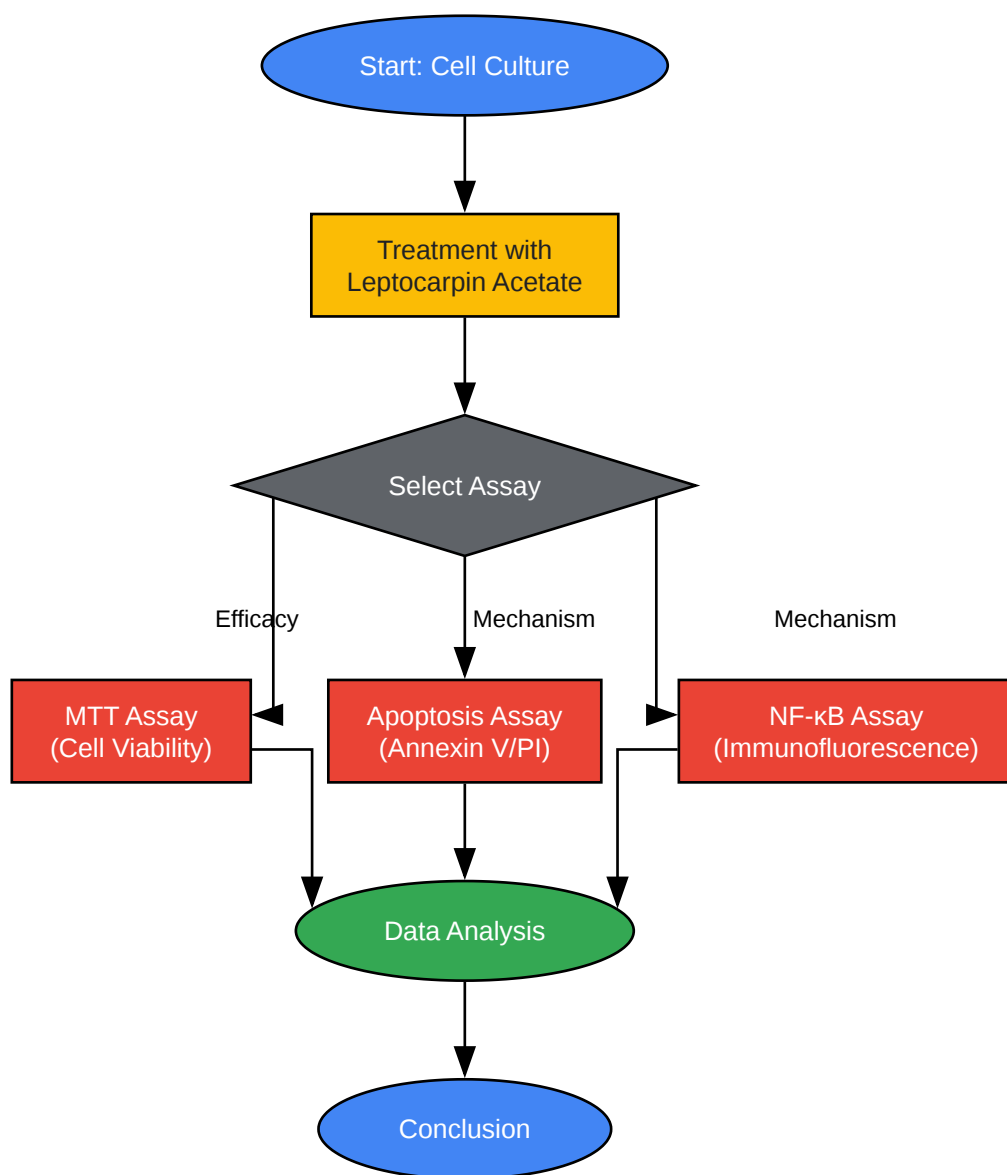 Start: Cell Culture
Treatment with
Leptocarpin Acetate
Select Assay
Efficacy
Mechanism
Mechanism
MTT Assay
(Cell Viability)
Apoptosis Assay
(Annexin V/PI)
NF-κB Assay
(Immunofluorescence)
Data Analysis
Conclusion